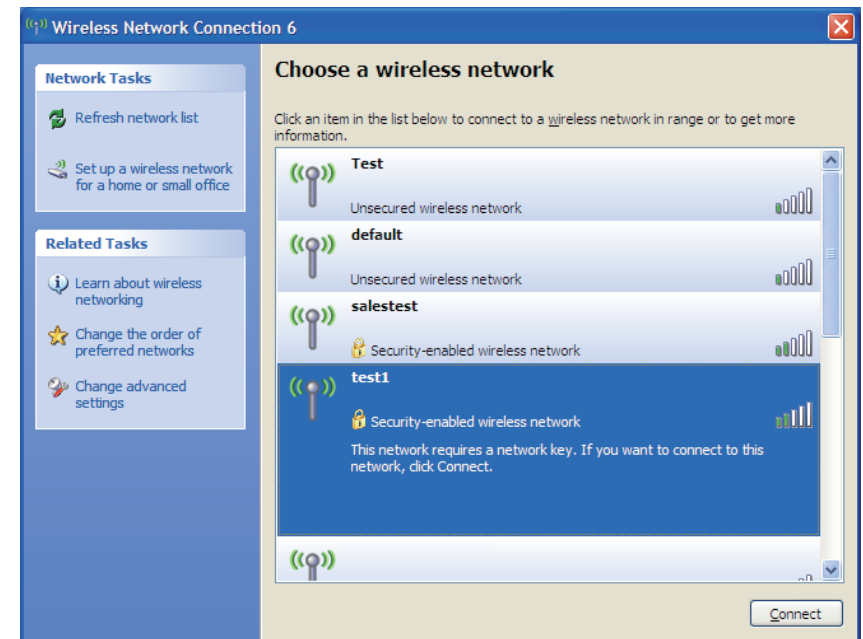 Wireless Network Connection 6
Network Tasks
Refresh network list
Set up a wireless network
for a home or small office
Related Tasks
Learn about wireless
networking
Change the order of
preferred networks
Change advanced
settings
Choose a wireless network
Click an item in the list below to connect to a wireless network in range or to get more
information.
Test
Unsecured wireless network
default
Unsecured wireless network
salestest
Security-enabled wireless network
test1
Security-enabled wireless network
This network requires a network key. If you want to connect to this
network, click Connect.
Connect